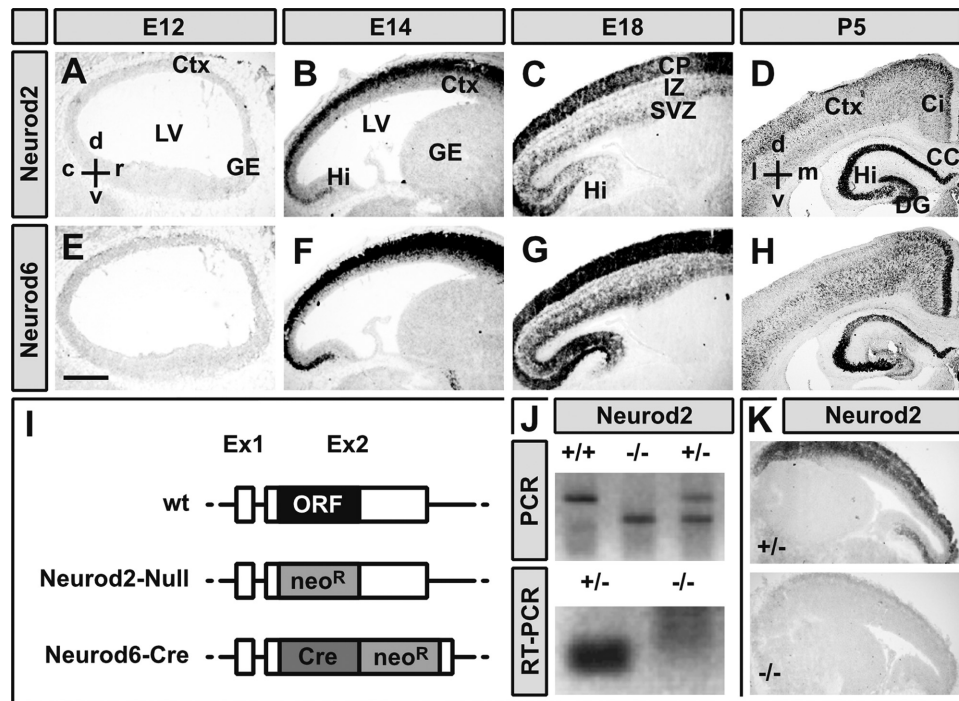 E12 E14 E18 P5
Neurod2
A Ctx LV d c r v GE
B Ctx LV GE Hi
C CP IZ SVZ Hi
D Ctx Ci d l m v Hi CC DG
Neurod6
E F G H
I
Ex1 Ex2
wt ORF
Neurod2-Null neoR
Neurod6-Cre Cre neoR
J Neurod2
+/+ -/- +/-
PCR
+/- -/-
RT-PCR
K Neurod2
+/-
-/-